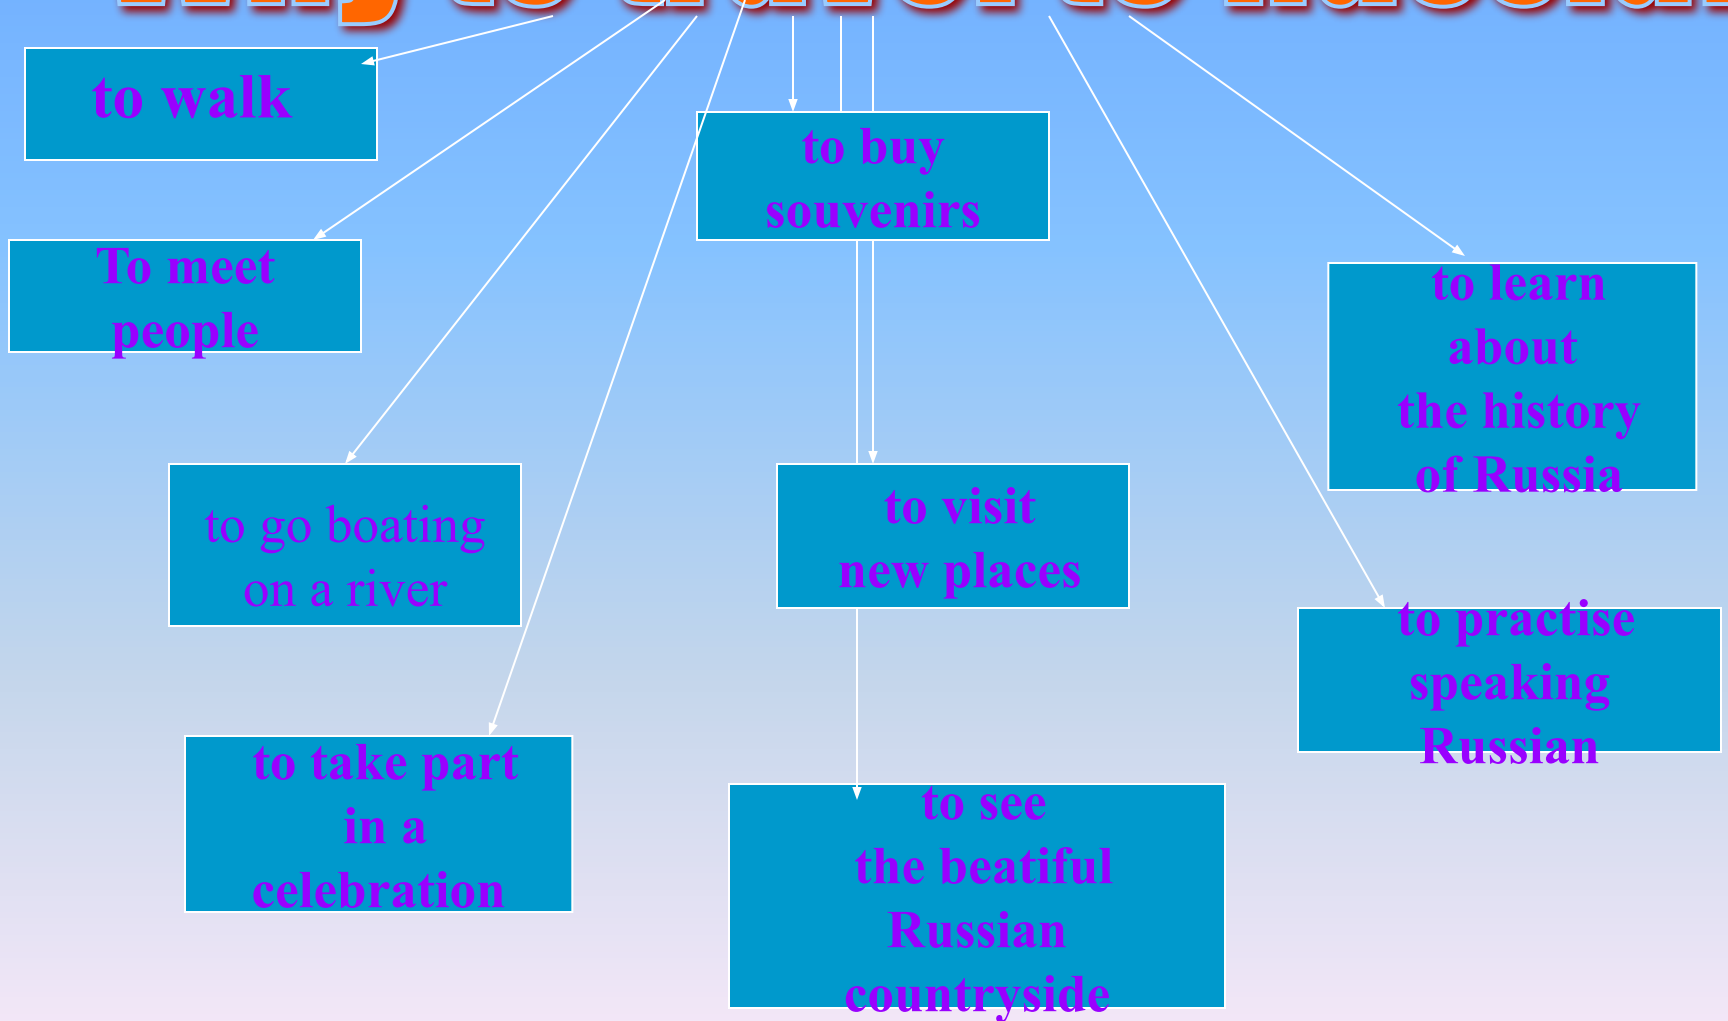 to walk
to buy
souvenirs
To meet
people
to learn
about
the history
of Russia
to go boating
on a river
to visit
new places
to practise
speaking
Russian
to take part
in a
celebration
to see
the beatiful
Russian
countryside